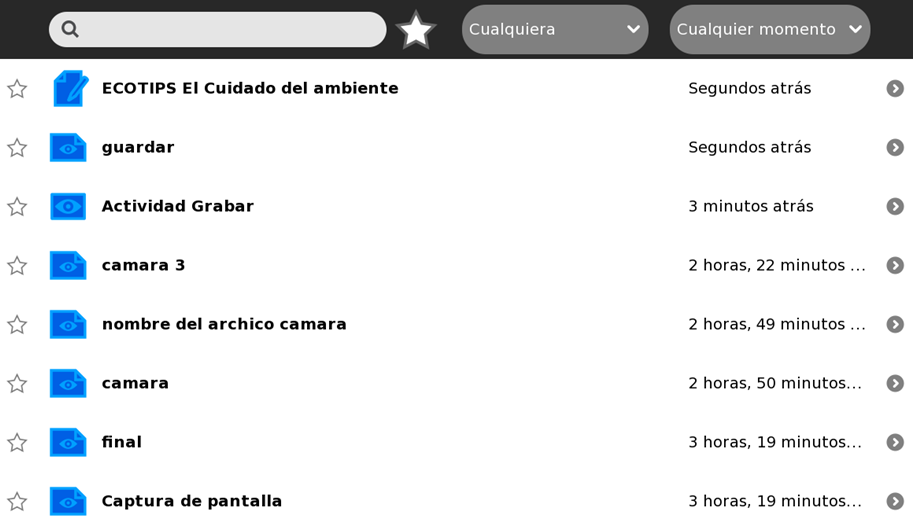 Cualquiera Cualquier momento
ECOTIPS El Cuidado del ambiente Segundos atrás
guardar Segundos atrás
Actividad Grabar 3 minutos atrás
camara 3 2 horas, 22 minutos ...
nombre del archico camara 2 horas, 49 minutos ...
camara 2 horas, 50 minutos...
final 3 horas, 19 minutos...
Captura de pantalla 3 horas, 19 minutos...